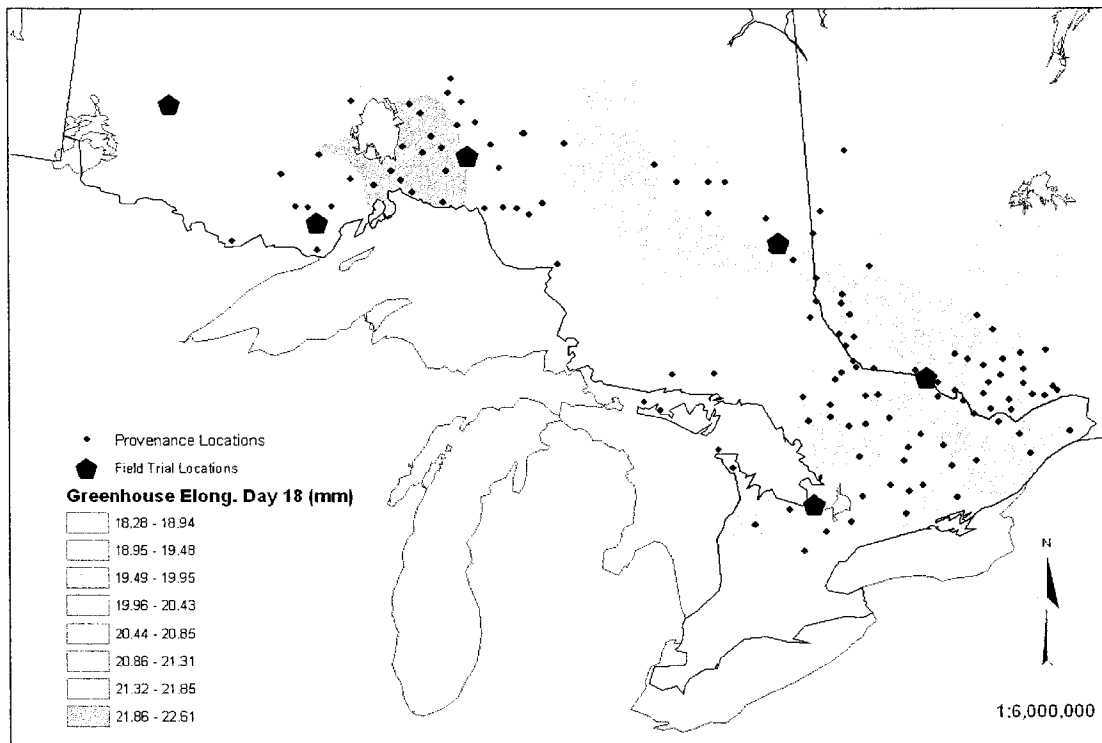 Provenance Locations
Field Trial Locations
Greenhouse Elong. Day 18 (mm)
18.28 - 18.94
18.95 - 19.48
19.49 - 19.95
19.96 - 20.43
20.44 - 20.85
20.86 - 21.31
21.32 - 21.85
21.86 - 22.61
N
1:6,000,000